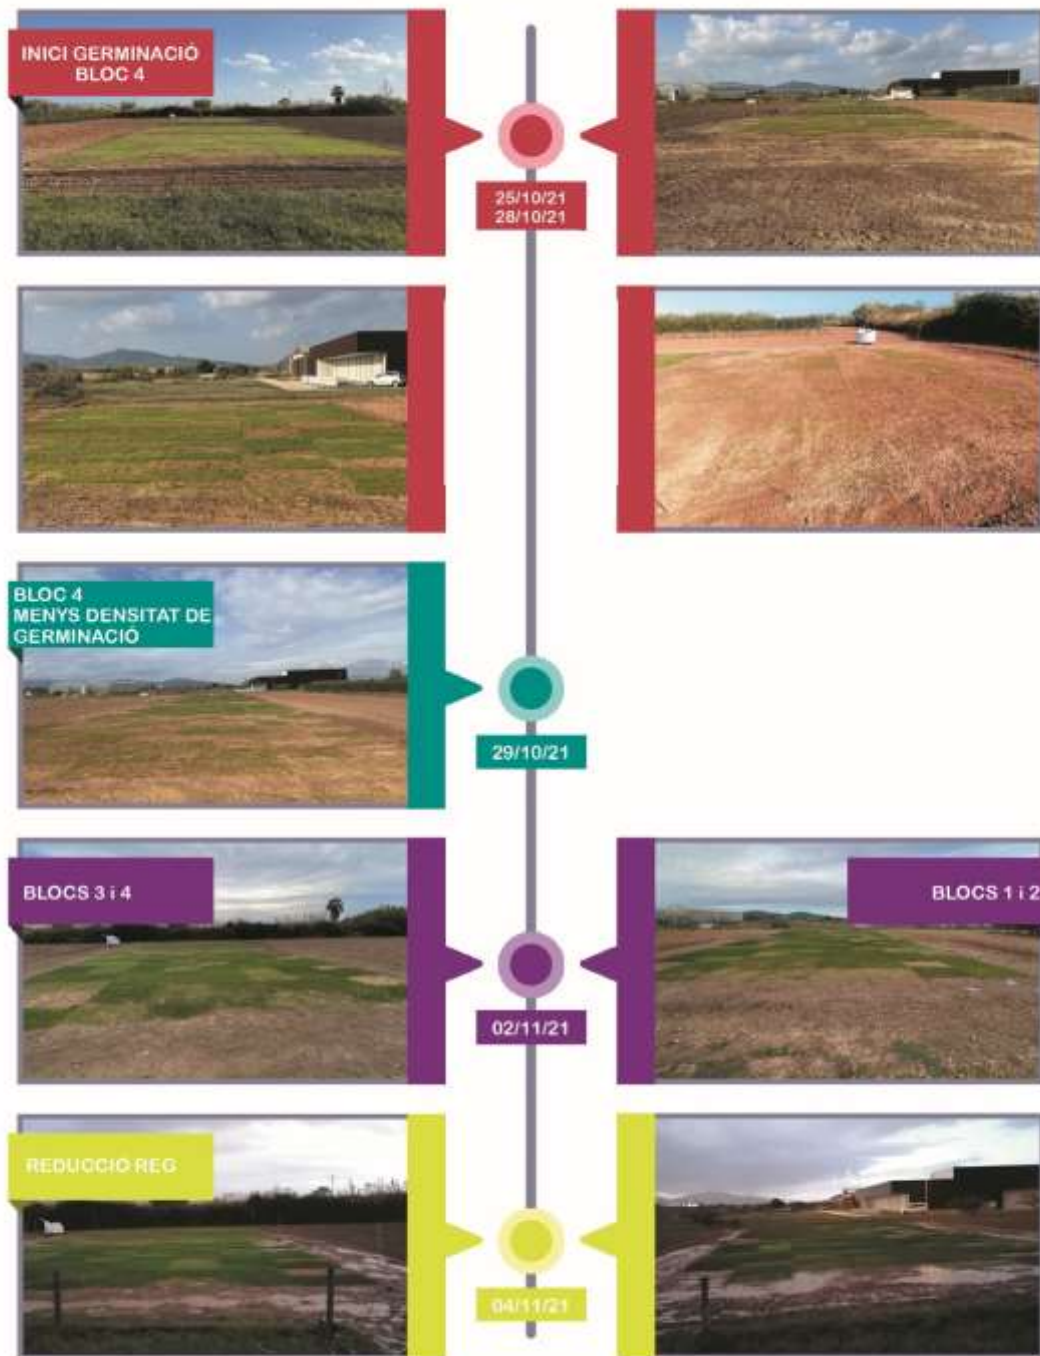 INICI GERMINACIÓ
BLOC 4
25/10/21
28/10/21
BLOC 4
MENYS DENSITAT DE
GERMINACIÓ
29/10/21
BLOCS 3 i 4
BLOCS 1 i 2
02/11/21
REDUCCIO REG
04/11/21